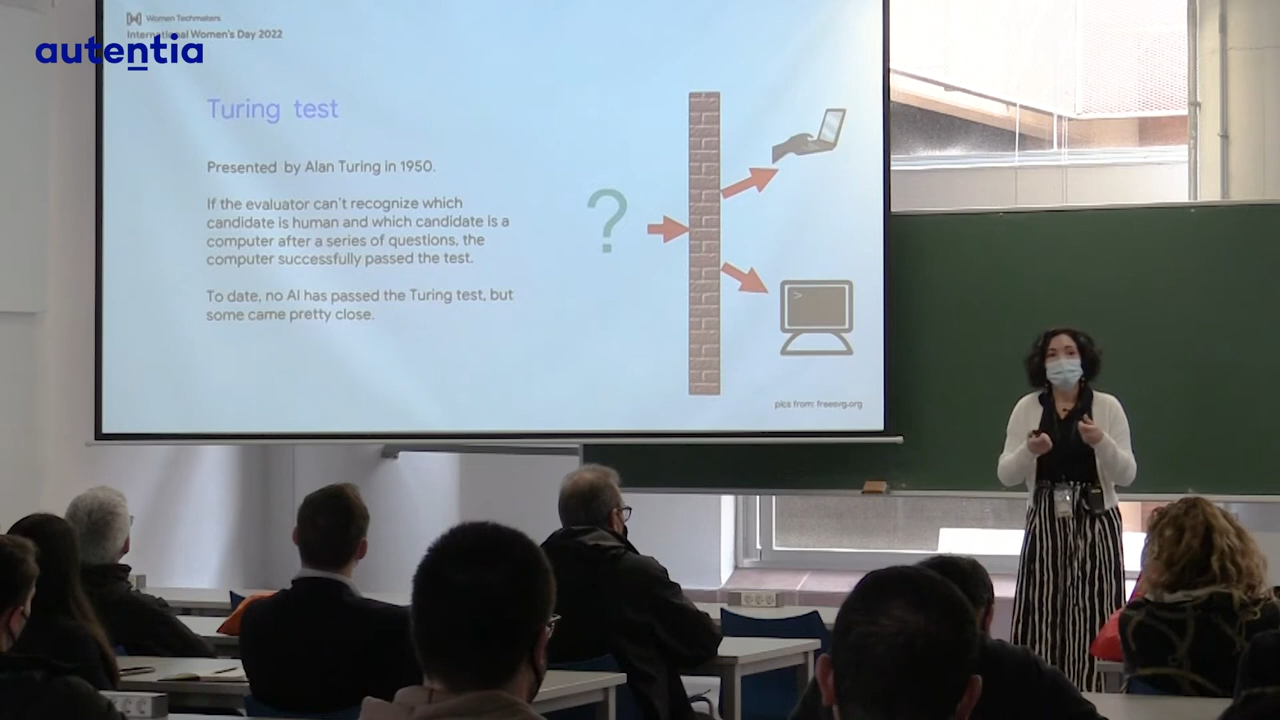 Women Techmakers
International Women's Day 2022
autentia
Turing test
Presented by Alan Turing in 1950.
If the evaluator can't recognize which
candidate is human and which candidate is a
computer after a series of questions, the
computer successfully passed the test.
To date, no AI has passed the Turing test, but
some came pretty close.
?
>
pics from: freesvg.org